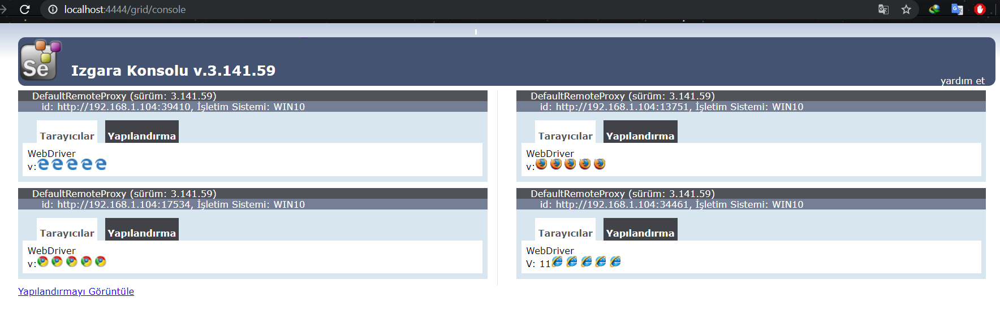 localhost:4444/grid/console
Se
Izgara Konsolu v.3.141.59
yardım et
DefaultRemoteProxy (sürüm: 3.141.59)
id: http://192.168.1.104:39410, İşletim Sistemi: WIN10
Tarayıcılar Yapılandırma
WebDriver
v:
DefaultRemoteProxy (sürüm: 3.141.59)
id: http://192.168.1.104:13751, İşletim Sistemi: WIN10
Tarayıcılar Yapılandırma
WebDriver
v:
DefaultRemoteProxy (sürüm: 3.141.59)
id: http://192.168.1.104:17534, İşletim Sistemi: WIN10
Tarayıcılar Yapılandırma
WebDriver
v:
DefaultRemoteProxy (sürüm: 3.141.59)
id: http://192.168.1.104:34461, İşletim Sistemi: WIN10
Tarayıcılar Yapılandırma
WebDriver
V: 11
Yapılandırmayı Görüntüle